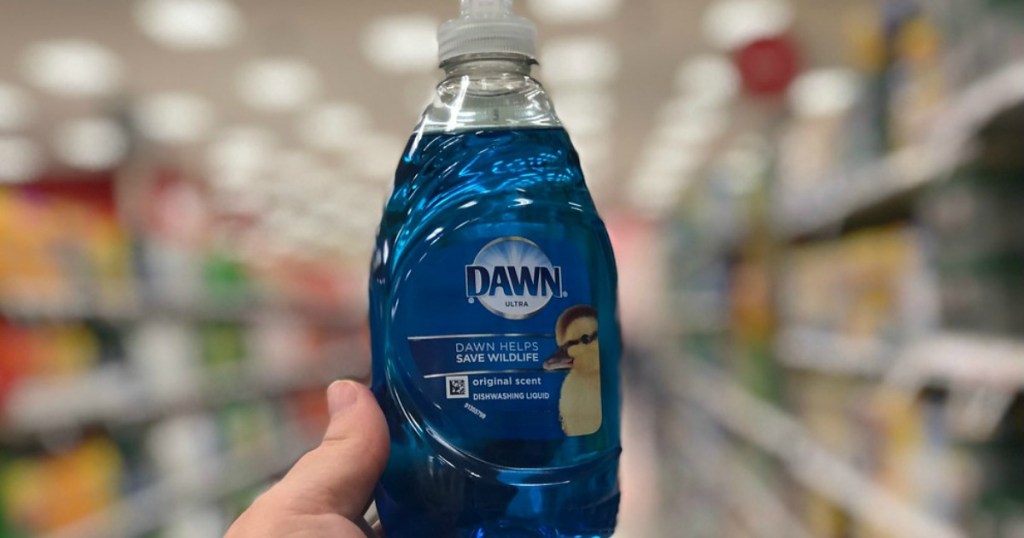 DAWN
ULTRA
DAWN HELPS
SAVE WILDLIFE
original scent
DISHWASHING LIQUID